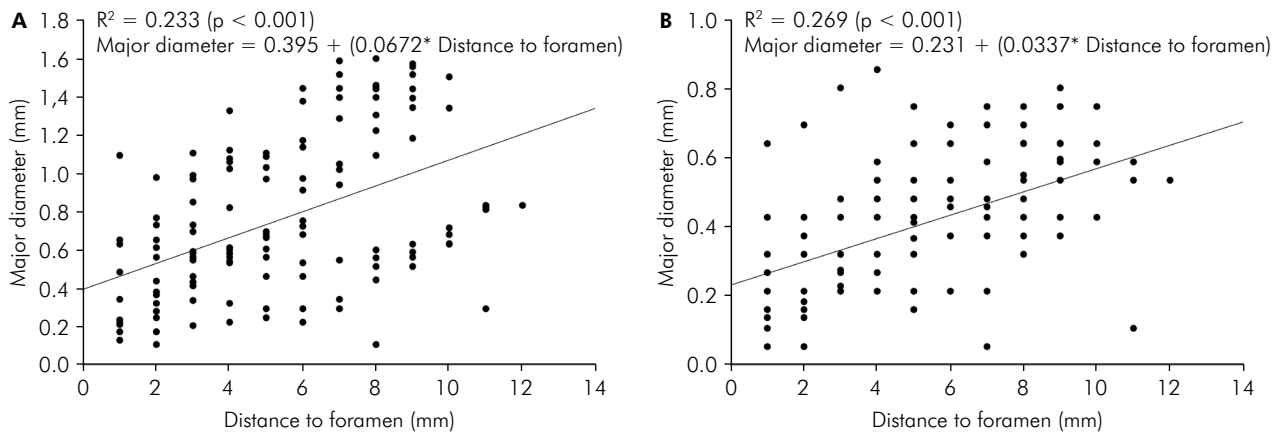 A
R² = 0.233 (p < 0.001)
Major diameter = 0.395 + (0.0672* Distance to foramen)
Major diameter (mm)
1.8
1.6
1,4
1.2
1.0
0.8
0.6
0.4
0.2
0.0
0 2 4 6 8 10 12 14
Distance to foramen (mm)
B
R² = 0.269 (p < 0.001)
Major diameter = 0.231 + (0.0337* Distance to foramen)
Major diameter (mm)
1.0
0.8
0.6
0.4
0.2
0.0
0 2 4 6 8 10 12 14
Distance to foramen (mm)